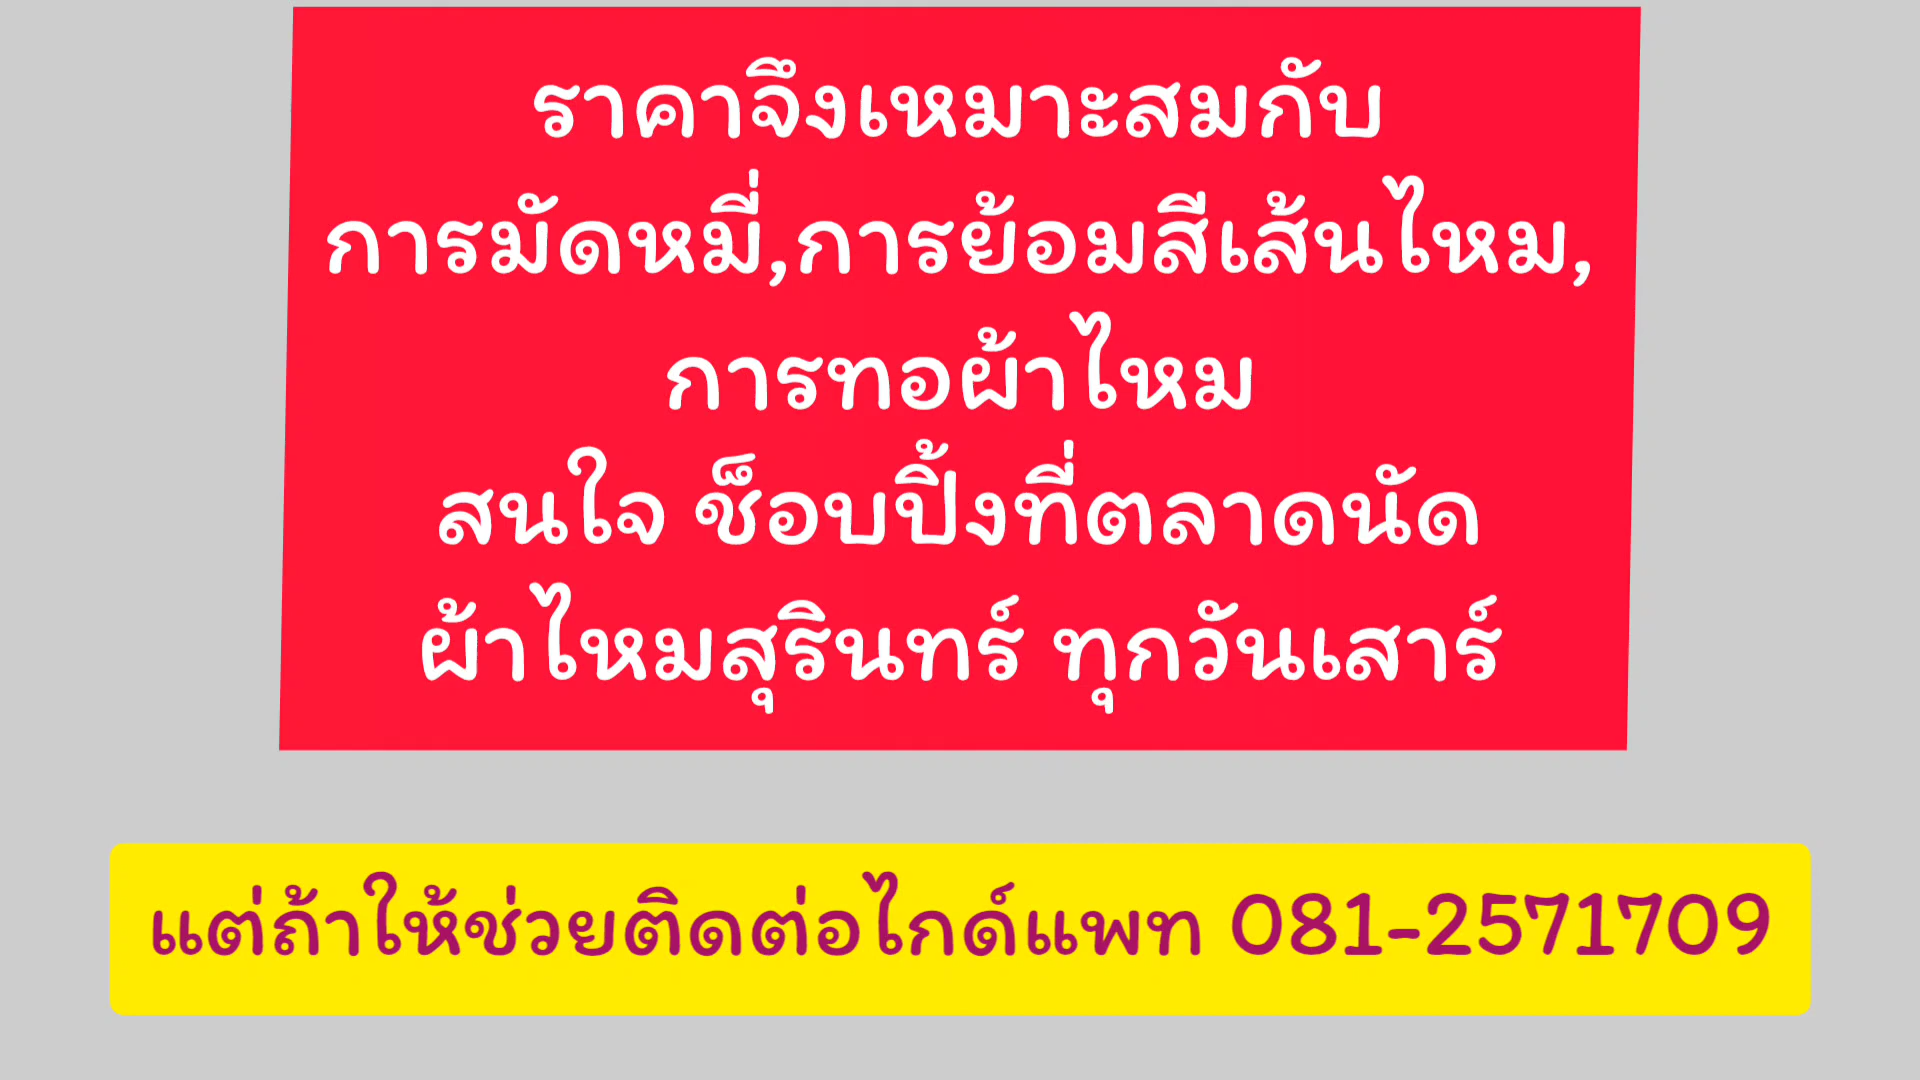 ราคาจึงเหมาะสมกับ
การมัดหมี่,การย้อมสีเส้นไหม,
การทอผ้าไหม
สนใจ ช็อบปิ้งที่ตลาดนัด
ผ้าไหมสุรินทร์ ทุกวันเสาร์
แต่ถ้าให้ช่วยติดต่อไกด์แพท 081-2571709